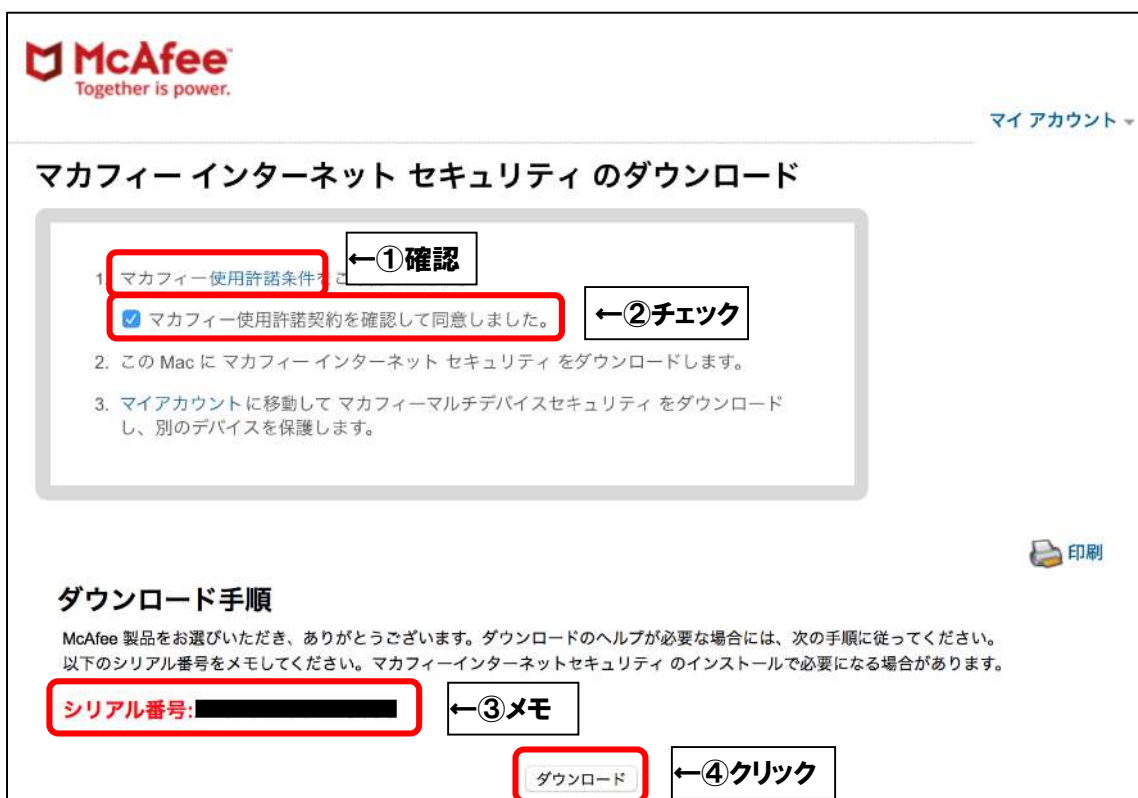 McAfee™
Together is power.
マイ アカウント
マカフィー インターネット セキュリティ のダウンロード
←①確認
1. マカフィー使用許諾条件をご
マカフィー使用許諾契約を確認して同意しました。
←②チェック
2. この Mac に マカフィー インターネット セキュリティ をダウンロードします。
3. マイアカウントに移動して マカフィーマルチデバイスセキュリティ をダウンロード
し、別のデバイスを保護します。
印刷
ダウンロード手順
McAfee 製品をお選びいただき、ありがとうございます。ダウンロードのヘルプが必要な場合には、次の手順に従ってください。
以下のシリアル番号をメモしてください。マカフィーインターネットセキュリティ のインストールで必要になる場合があります。
シリアル番号:
←③メモ
ダウンロード
←④クリック